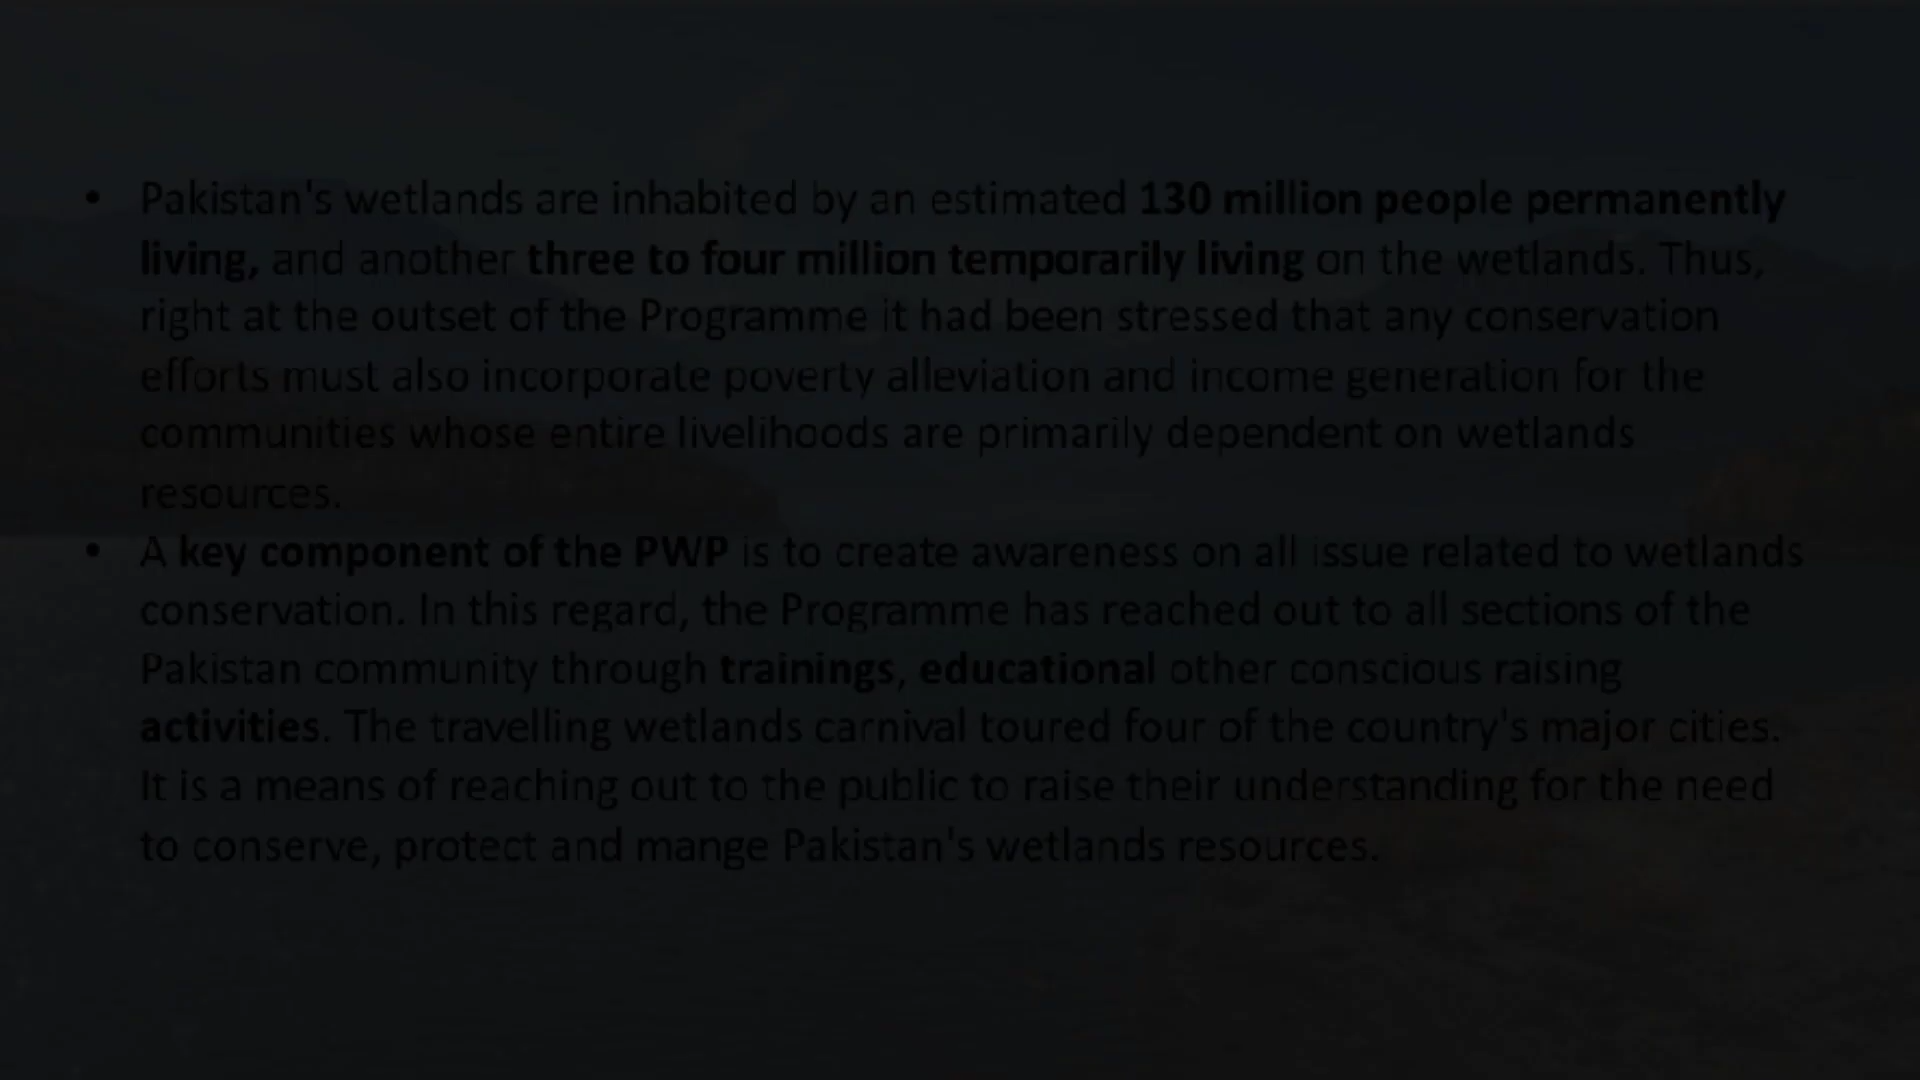 • Pakistan's wetlands are inhabited by an estimated 130 million people permanently
living, and another three to four million temporarily living on the wetlands. Thus,
right at the outset of the Programme it had been stressed that any conservation
efforts must also incorporate poverty alleviation and income generation for the
communities whose entire livelihoods are primarily dependent on wetlands
resources.
• A key component of the PWP is to create awareness on all issue related to wetlands
conservation. In this regard, the Programme has reached out to all sections of the
Pakistan community through trainings, educational other conscious raising
activities. The travelling wetlands carnival toured four of the country's major cities.
It is a means of reaching out to the public to raise their understanding for the need
to conserve, protect and mange Pakistan's wetlands resources.